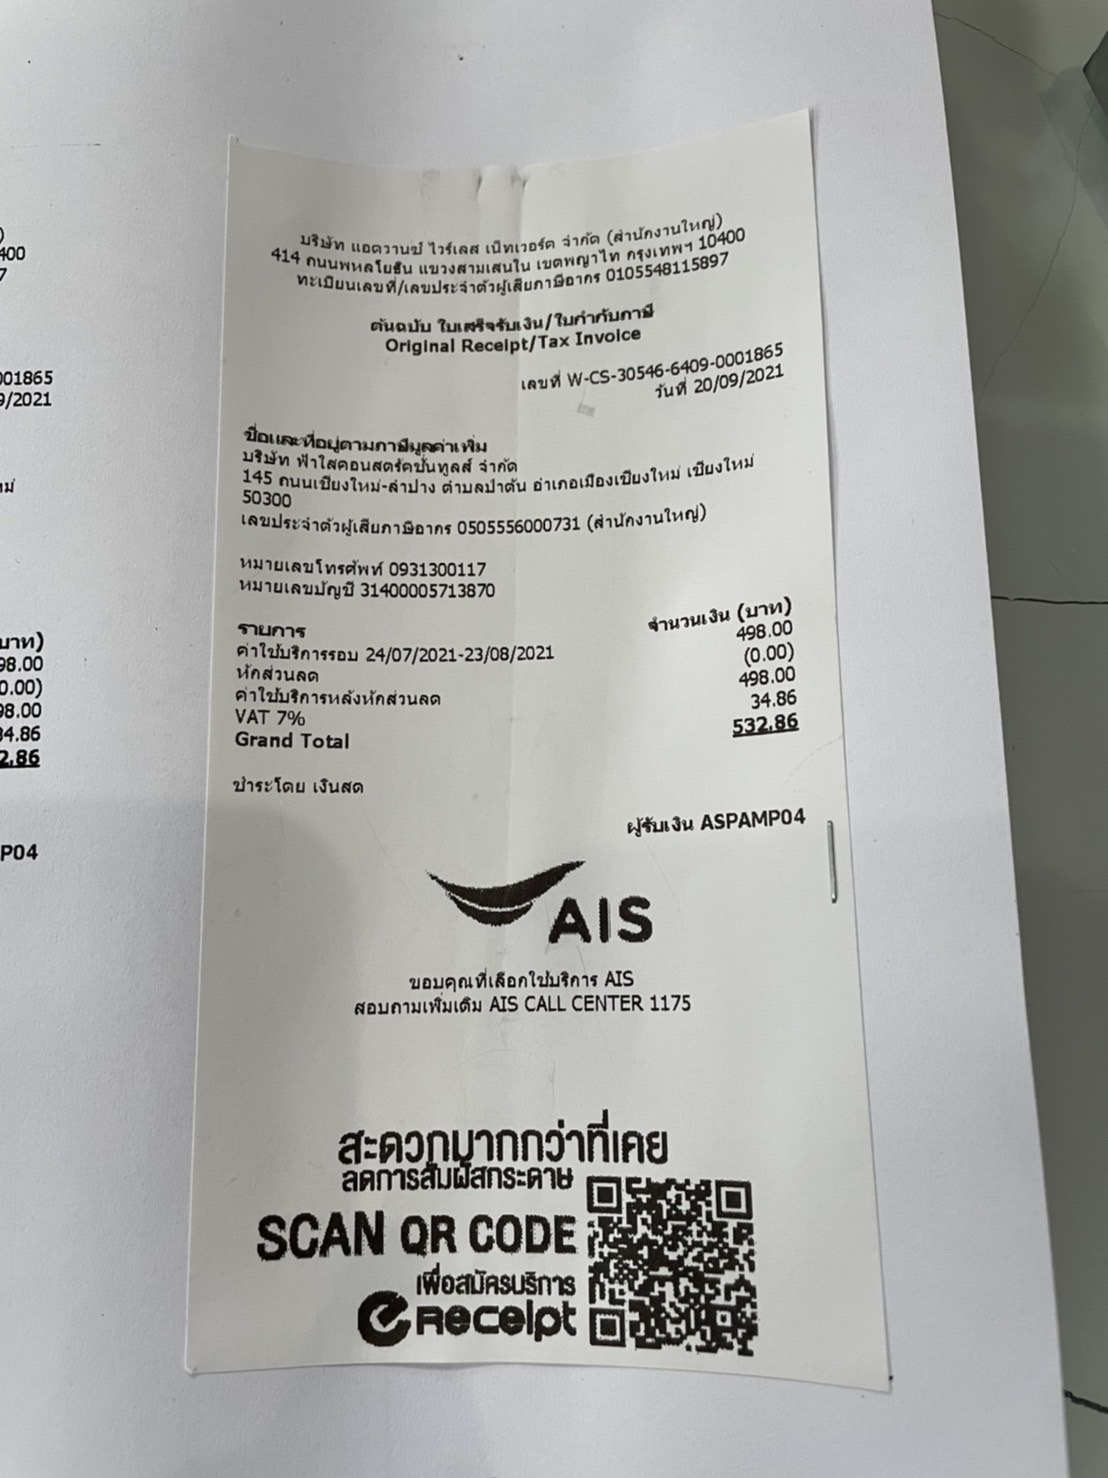 บริษัท แอดวานซ์ ไวร์เลส เน็ทเวอร์ค จำกัด (สำนักงานใหญ่)
414 ถนนพหลโยธิน แขวงสามเสนใน เขตพญาไท กรุงเทพฯ 10400
ทะเบียนเลขที่/เลขประจำตัวผู้เสียภาษีอากร 0105548115897
ต้นฉบับ ใบเสร็จรับเงิน/ใบกำกับภาษี
Original Receipt/Tax Invoice
เลขที่ W-CS-30546-6409-0001865
วันที่ 20/09/2021
ชื่อและที่อยู่ตามภาษีมูลค่าเพิ่ม
บริษัท ฟ้าใสคอนสตรัคชั่นทูลส์ จำกัด
145 ถนนเชียงใหม่-ลำปาง ตำบลป่าตัน อำเภอเมืองเชียงใหม่ เชียงใหม่
50300
เลขประจำตัวผู้เสียภาษีอากร 0505556000731 (สำนักงานใหญ่)
หมายเลขโทรศัพท์ 0931300117
หมายเลขบัญชี 31400005713870
รายการ จำนวนเงิน (บาท)
ค่าใช้บริการรอบ 24/07/2021-23/08/2021 498.00
หักส่วนลด (0.00)
ค่าใช้บริการหลังหักส่วนลด 498.00
VAT 7% 34.86
Grand Total 532.86
ชำระโดย เงินสด
ผู้รับเงิน ASPAMP04
AIS
ขอบคุณที่เลือกใช้บริการ AIS
สอบถามเพิ่มเติม AIS CALL CENTER 1175
สะดวกมากกว่าที่เคย
ลดการสัมผัสกระดาษ
SCAN QR CODE
เพื่อสมัครบริการ
eReceipt
)
400
7
001865
9/2021
ม่
บาท)
98.00
0.00)
98.00
34.86
2.86
P04